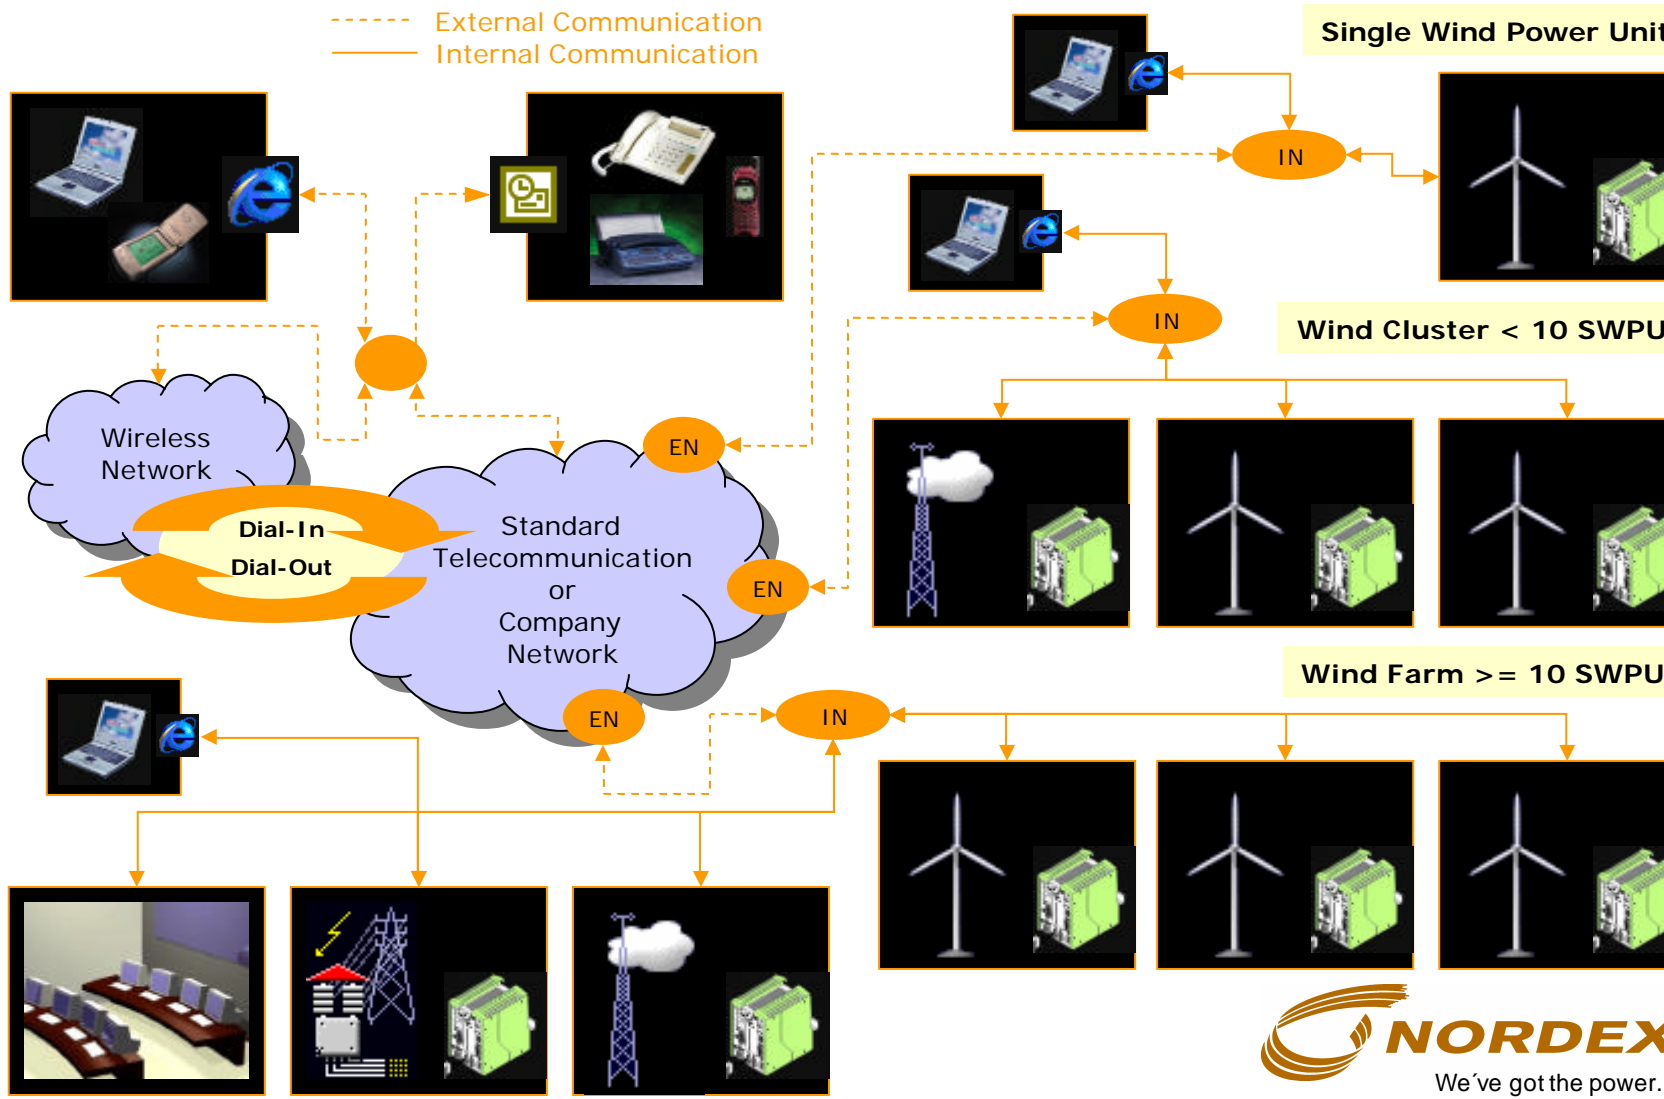 External Communication
Internal Communication
Single Wind Power Unit
IN
IN
Wind Cluster < 10 SWPU
Wireless
Network
EN
Dial-In
Dial-Out
Standard
Telecommunication
or
Company
Network
EN
Wind Farm >= 10 SWPU
EN
IN
NORDEX
We´ve got the power.